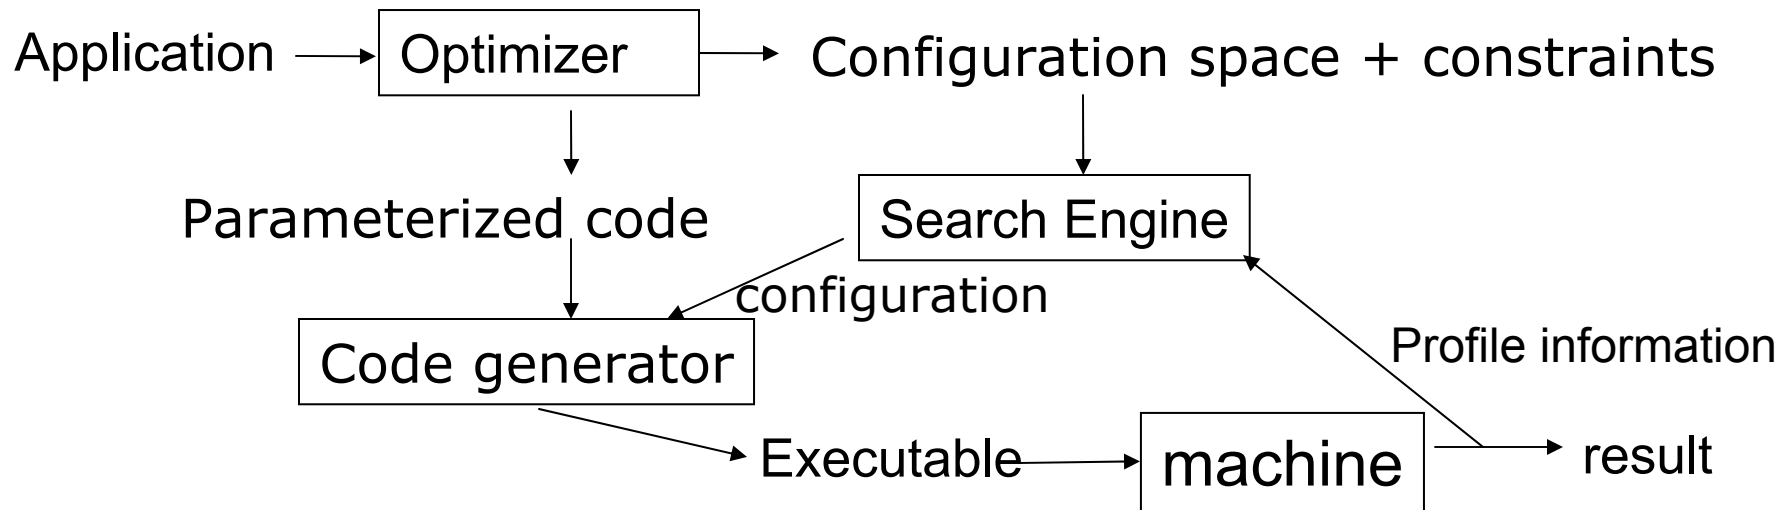 Application
Optimizer
Configuration space + constraints
Parameterized code
Search Engine
configuration
Profile information
Code generator
Executable
machine
result